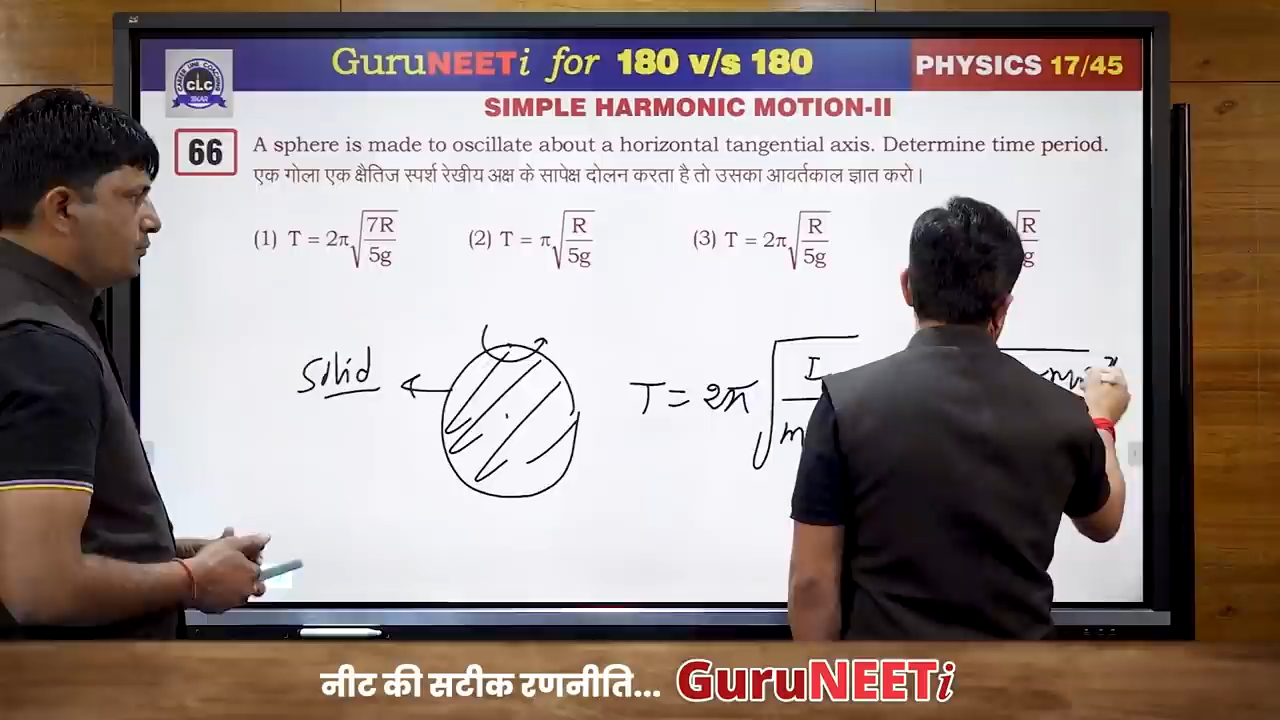 GuruNEETi for 180 v/s 180
PHYSICS 17/45
CLC
SIKAR
SIMPLE HARMONIC MOTION-II
66
A sphere is made to oscillate about a horizontal tangential axis. Determine time period.
एक गोला एक क्षैतिज स्पर्श रेखीय अक्ष के सापेक्ष दोलन करता है तो उसका आवर्तकाल ज्ञात करो।
(1) T = 2π√7R/5g
(2) T = π√R/5g
(3) T = 2π√R/5g
√R/g
Solid
T = 2π√I/m
नीट की सटीक रणनीति... GuruNEETi